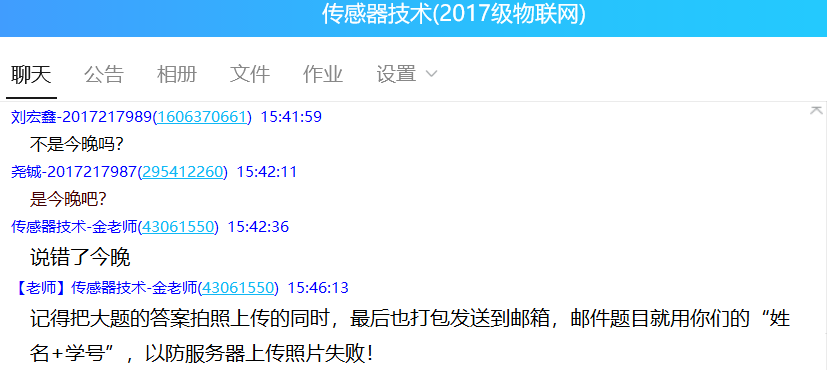 传感器技术(2017级物联网)
聊天 公告 相册 文件 作业 设置
刘宏鑫-2017217989(1606370661) 15:41:59
不是今晚吗?
尧铖-2017217987(295412260) 15:42:11
是今晚吧?
传感器技术-金老师(43061550) 15:42:36
说错了今晚
【老师】传感器技术-金老师(43061550) 15:46:13
记得把大题的答案拍照上传的同时，最后也打包发送到邮箱，邮件题目就用你们的“姓
名+学号”，以防服务器上传照片失败！